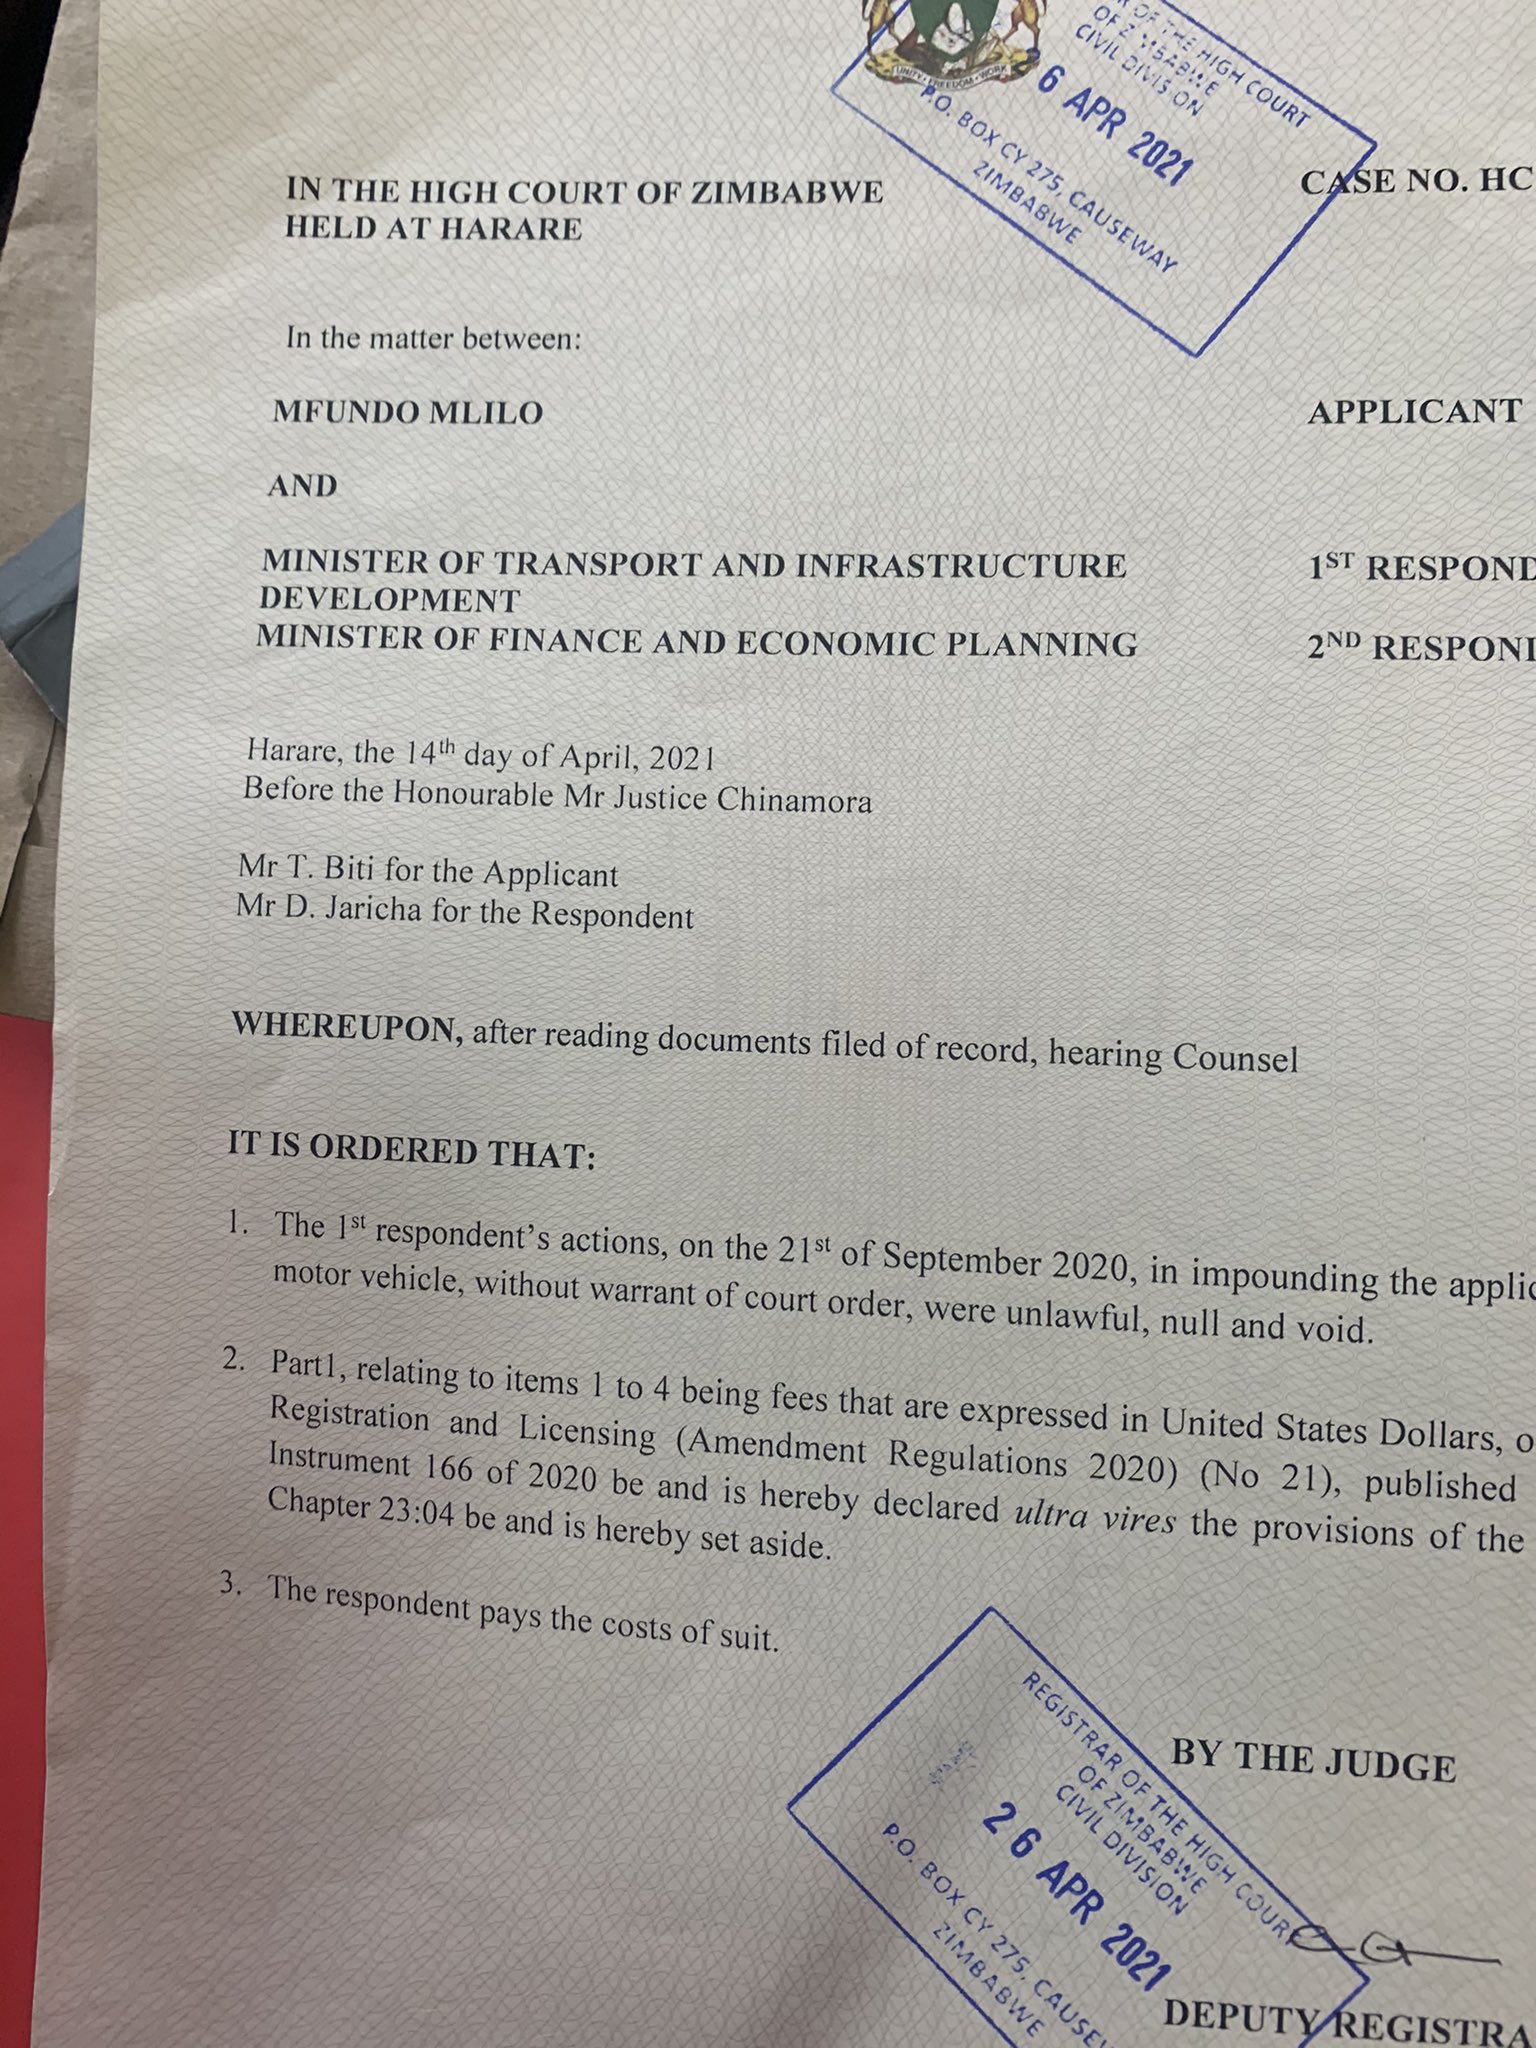 UNITY • FREEDOM • WORK
OF THE HIGH COURT
OF ZIMBABWE
CIVIL DIVISION
2 6 APR 2021
P.O. BOX CY 275, CAUSEWAY
ZIMBABWE
IN THE HIGH COURT OF ZIMBABWE CASE NO. HC
HELD AT HARARE
In the matter between:
MFUNDO MLILO APPLICANT
AND
MINISTER OF TRANSPORT AND INFRASTRUCTURE 1ST RESPOND
DEVELOPMENT
MINISTER OF FINANCE AND ECONOMIC PLANNING 2ND RESPON
Harare, the 14th day of April, 2021
Before the Honourable Mr Justice Chinamora
Mr T. Biti for the Applicant
Mr D. Jaricha for the Respondent
WHEREUPON, after reading documents filed of record, hearing Counsel
IT IS ORDERED THAT:
1. The 1st respondent's actions, on the 21st of September 2020, in impounding the applic
motor vehicle, without warrant of court order, were unlawful, null and void.
2. Part1, relating to items 1 to 4 being fees that are expressed in United States Dollars, o
Registration and Licensing (Amendment Regulations 2020) (No 21), published
Instrument 166 of 2020 be and is hereby declared ultra vires the provisions of the
Chapter 23:04 be and is hereby set aside.
3. The respondent pays the costs of suit.
BY THE JUDGE
REGISTRAR OF THE HIGH COURT
OF ZIMBABWE
CIVIL DIVISION
26 APR 2021
P.O. BOX CY 275, CAUSEW
ZIMBABWE
DEPUTY REGISTRA